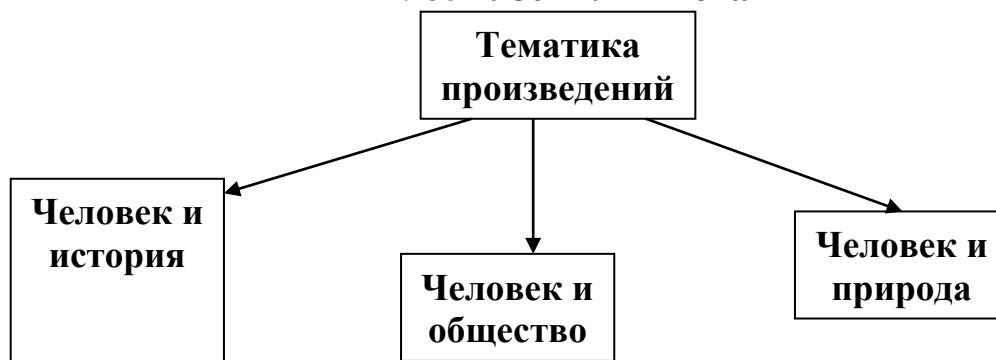 Тематика
произведений
Человек и
история
Человек и
общество
Человек и
природа